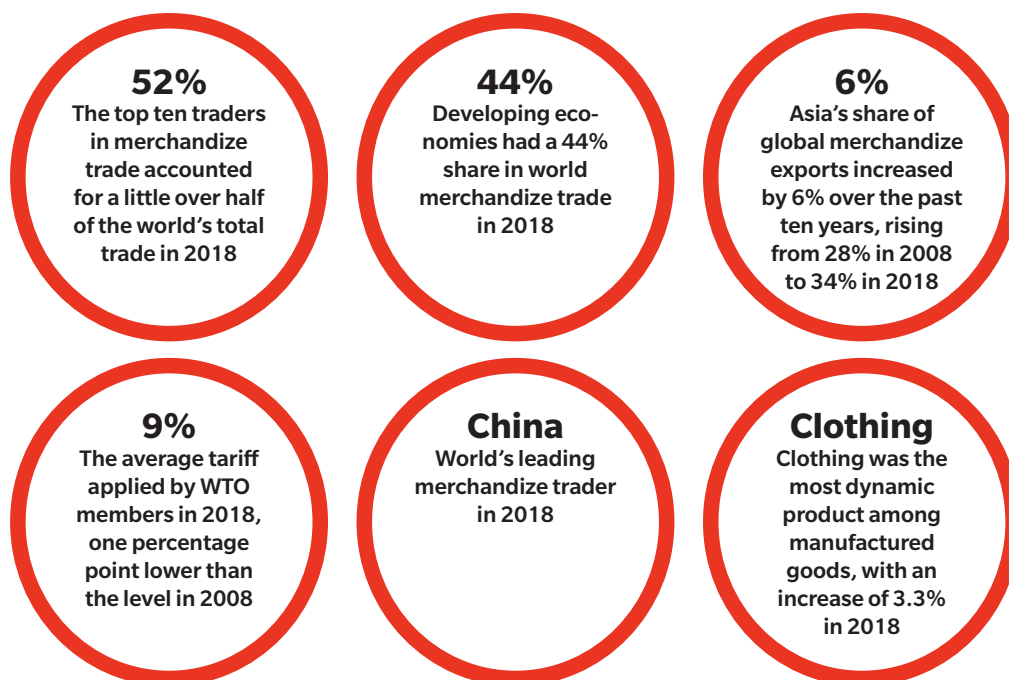 52%
The top ten traders
in merchandize
trade accounted
for a little over half
of the world's total
trade in 2018
44%
Developing eco-
nomies had a 44%
share in world
merchandize trade
in 2018
6%
Asia's share of
global merchandize
exports increased
by 6% over the past
ten years, rising
from 28% in 2008
to 34% in 2018
9%
The average tariff
applied by WTO
members in 2018,
one percentage
point lower than
the level in 2008
China
World's leading
merchandize trader
in 2018
Clothing
Clothing was the
most dynamic
product among
manufactured
goods, with an
increase of 3.3%
in 2018